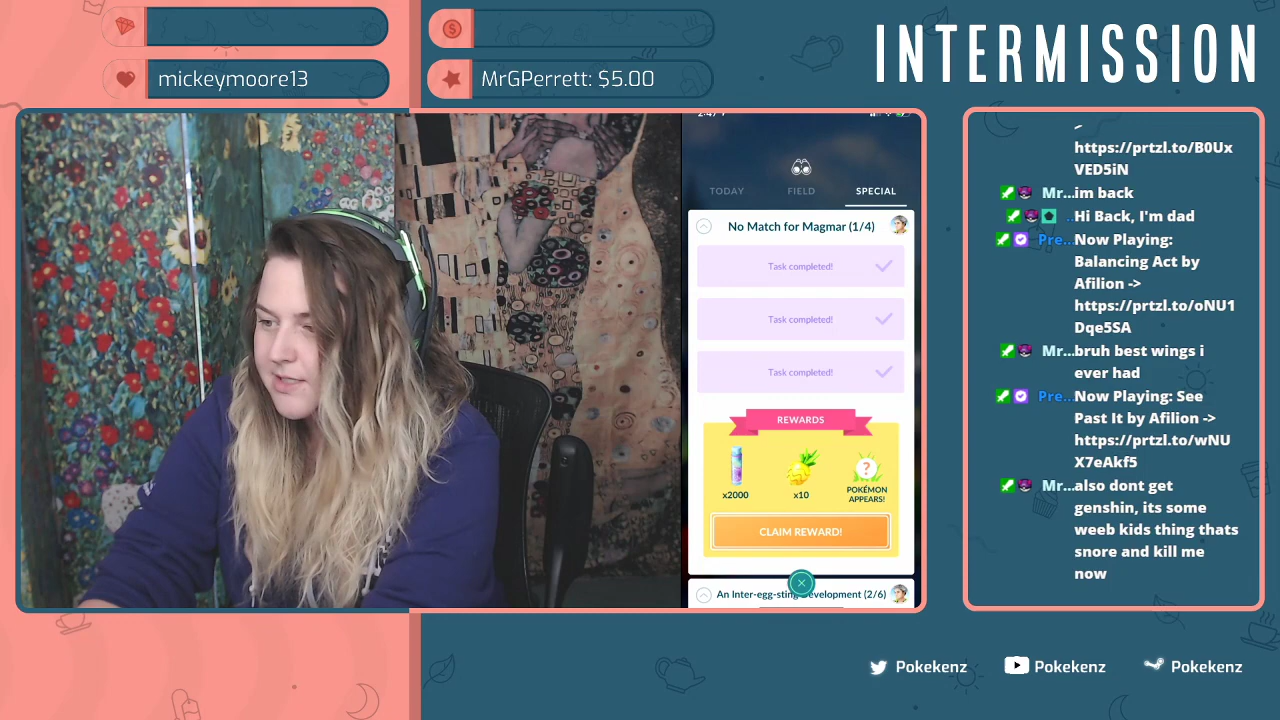 mickeymoore13
MrGPerrett: $5.00
INTERMISSION
TODAY
FIELD
SPECIAL
No Match for Magmar (1/4)
Task completed!
Task completed!
Task completed!
REWARDS
x2000
x10
?
POKÉMON
APPEARS!
CLAIM REWARD!
An Inter-egg-sting Development (2/6)
https://prtzl.to/B0Ux
VED5iN
Mr... im back
.. Hi Back, I'm dad
Pre... Now Playing:
Balancing Act by
Afilion ->
https://prtzl.to/oNU1
Dqe5SA
Mr... bruh best wings i
ever had
Pre... Now Playing: See
Past It by Afilion ->
https://prtzl.to/wNU
X7eAkf5
Mr... also dont get
genshin, its some
weeb kids thing thats
snore and kill me
now
Pokekenz
Pokekenz
Pokekenz